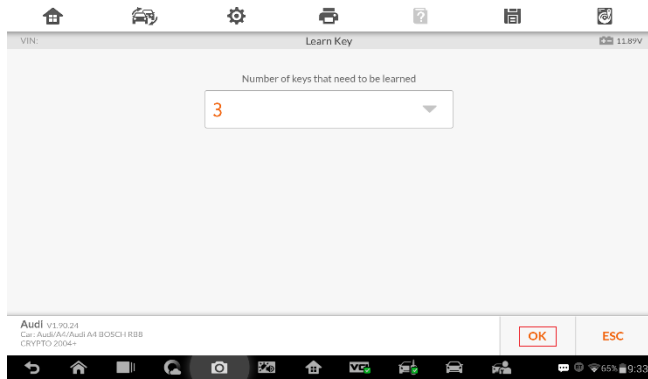 VIN:
Learn Key
11.89V
Number of keys that need to be learned
3
Audi V1.90.24
Car: Audi/A4/Audi A4 BOSCH RB8
CRYPTO 2004+
OK
ESC
65% 9:33